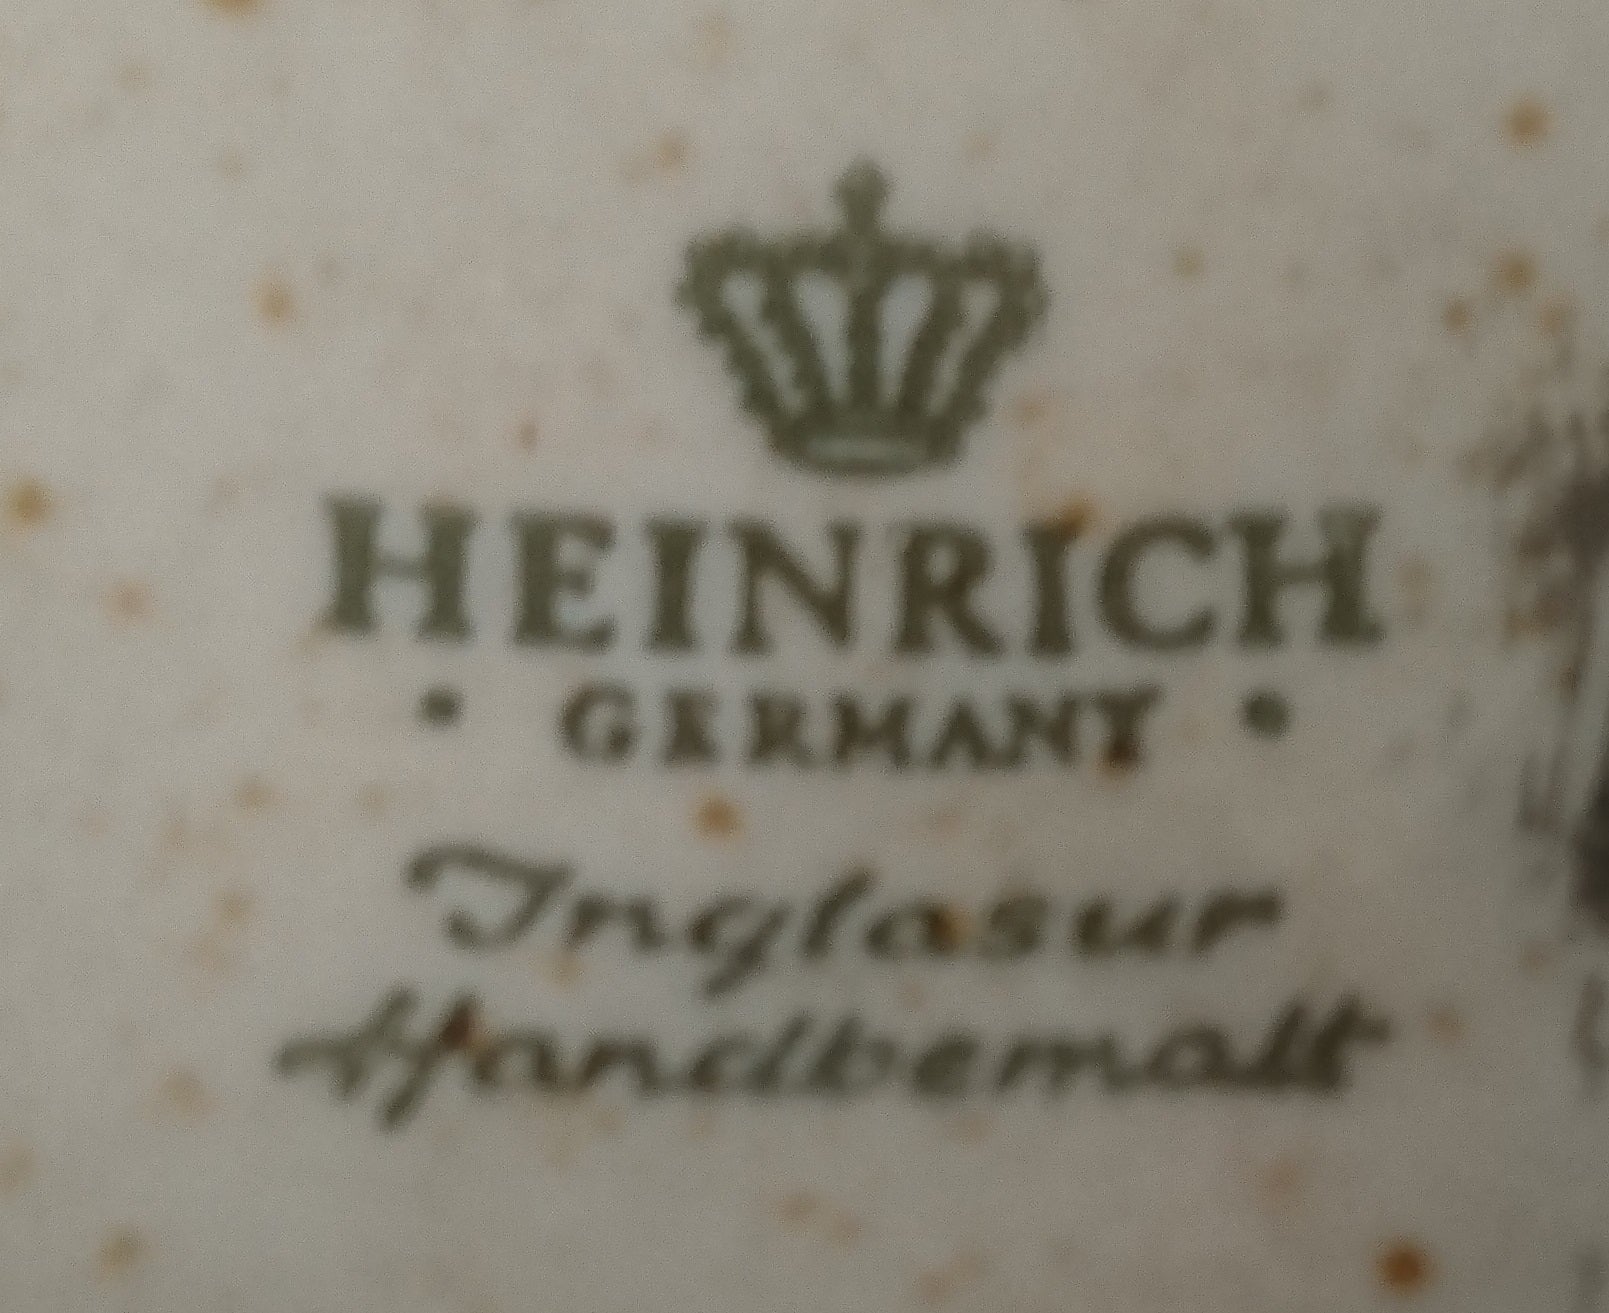 HEINRICH
• GERMANY •
Inglasur
Handbemalt